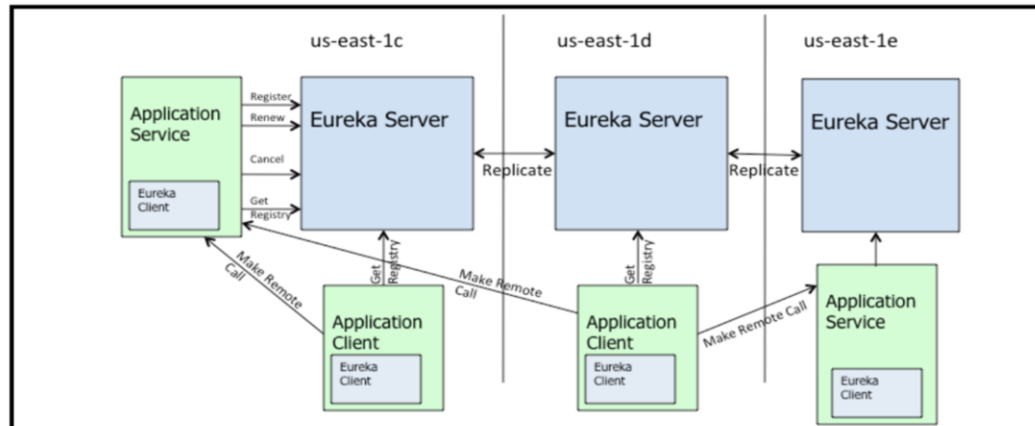 us-east-1c
us-east-1d
us-east-1e
Application
Service
Eureka
Client
Register
Renew
Cancel
Get
Registry
Eureka Server
Replicate
Eureka Server
Replicate
Eureka Server
Make Remote
Call
Get
Registry
Make Remote
Call
Get
Registry
Make Remote Call
Application
Client
Eureka
Client
Application
Client
Eureka
Client
Application
Service
Eureka
Client